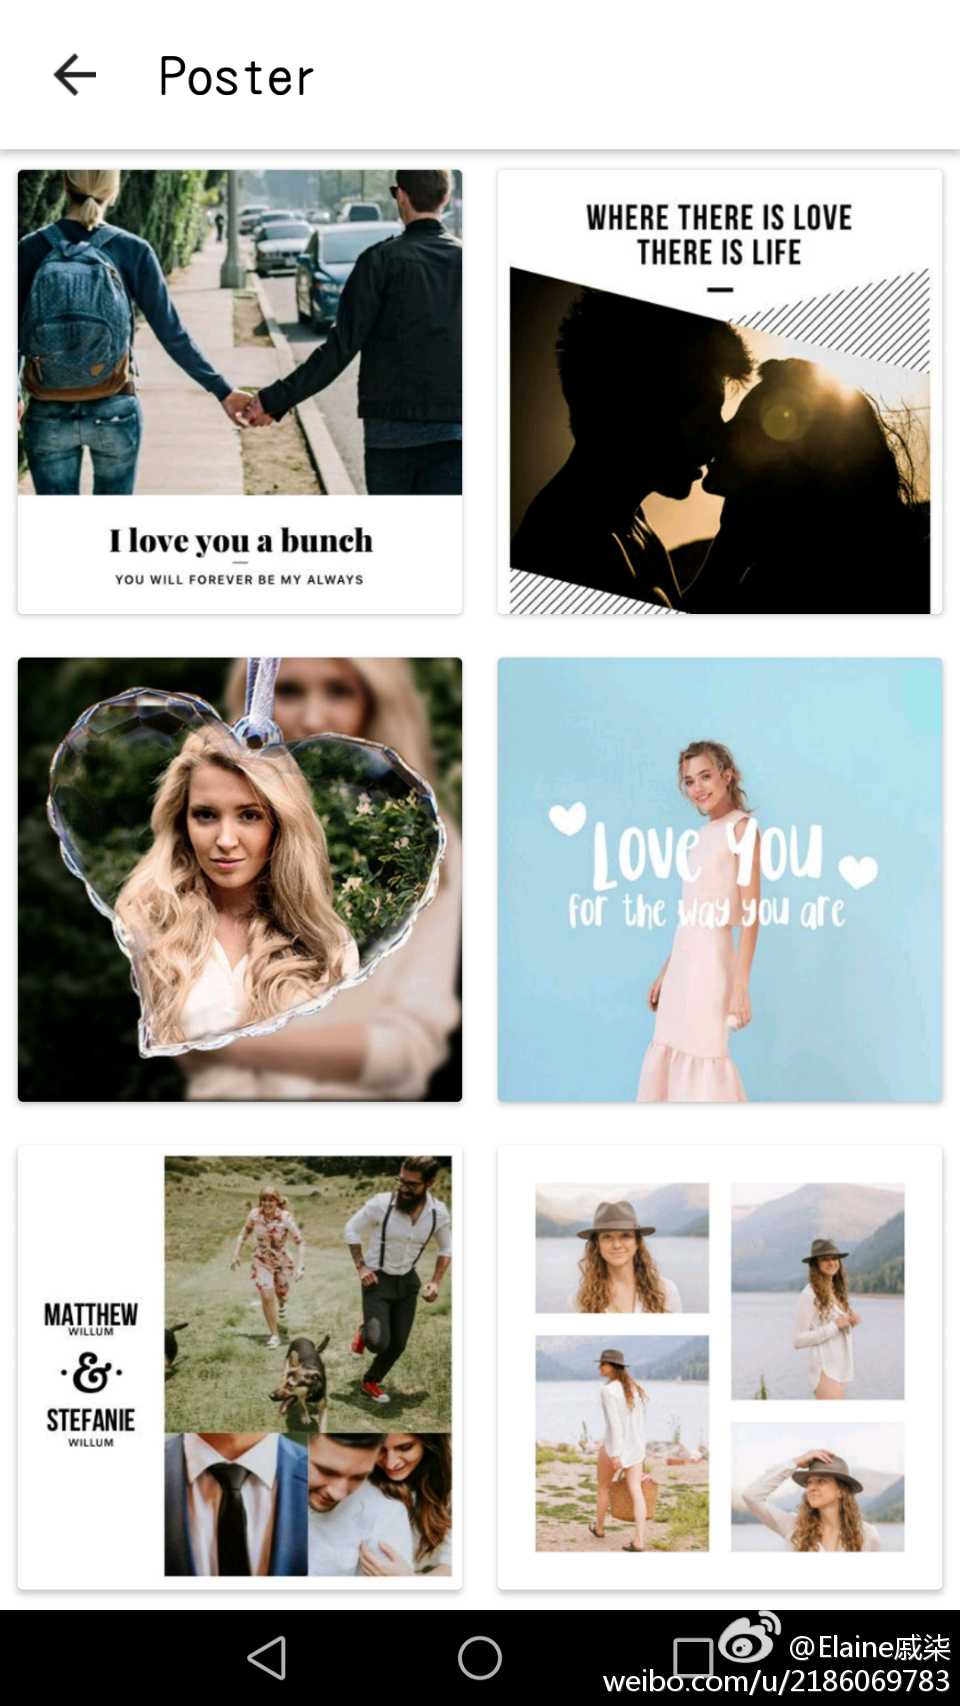 Poster
I love you a bunch
YOU WILL FOREVER BE MY ALWAYS
WHERE THERE IS LOVE
THERE IS LIFE
LOVE YOU
for the way you are
MATTHEW
WILLUM
&
STEFANIE
WILLUM
@Elaine戚柒
weibo.com/u/2186069783